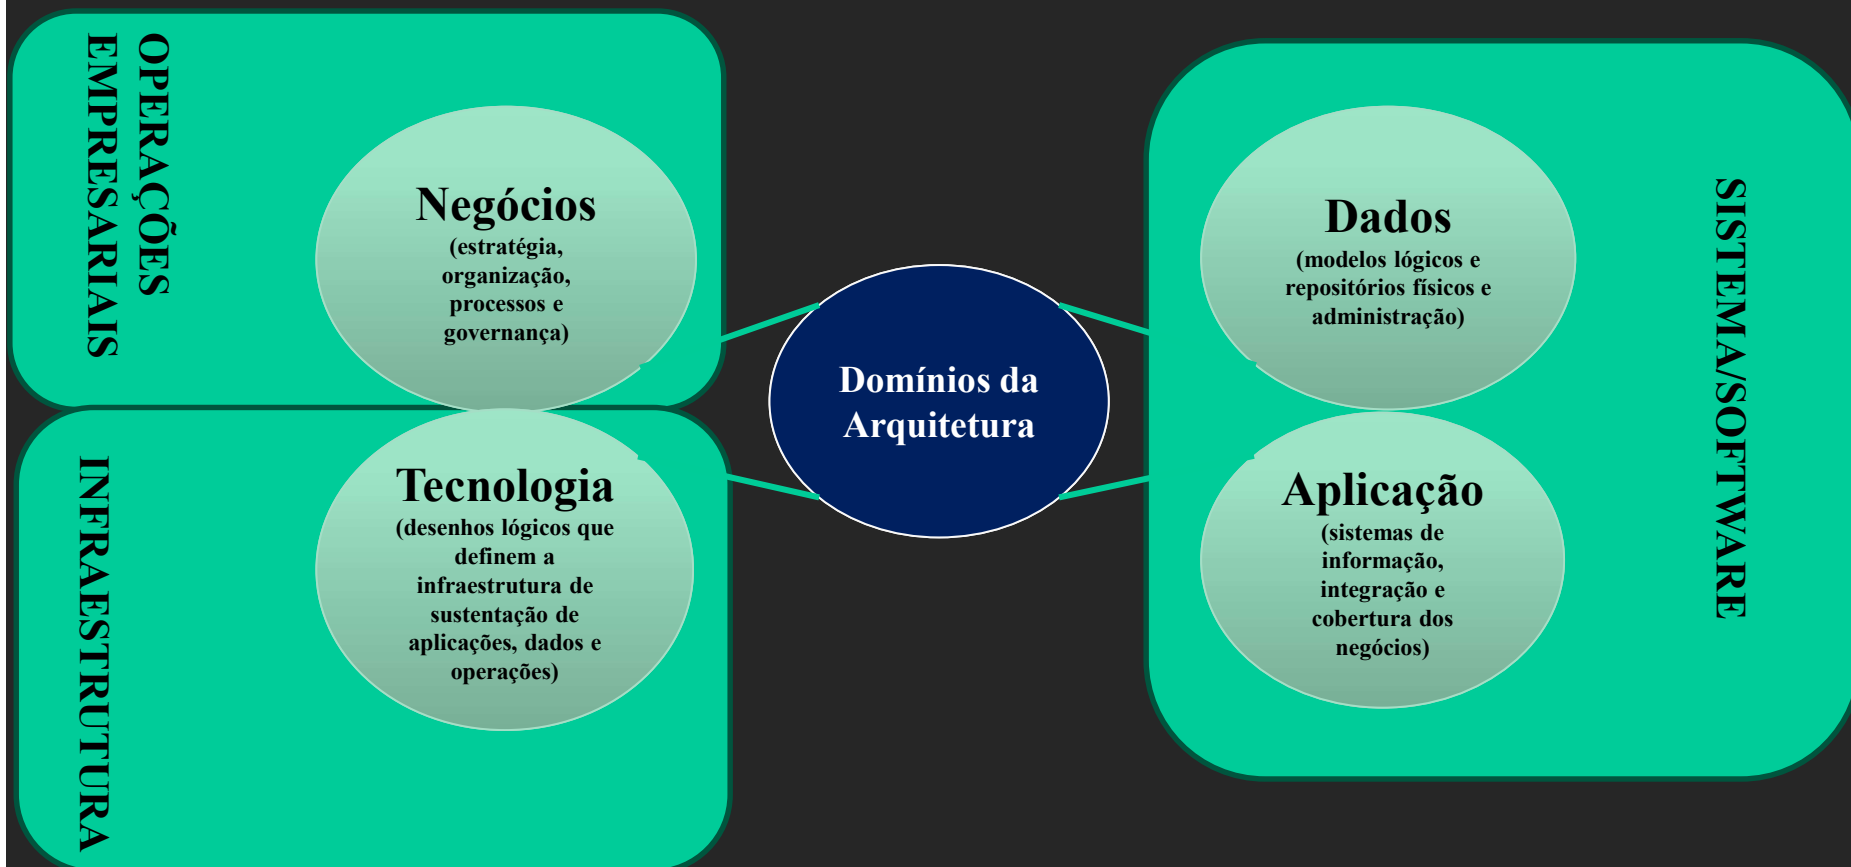 OPERAÇÕES
EMPRESARIAIS
Negócios
(estratégia,
organização,
processos e
governança)
INFRAESTRUTURA
Tecnologia
(desenhos lógicos que
definem a
infraestrutura de
sustentação de
aplicações, dados e
operações)
Domínios da
Arquitetura
Dados
(modelos lógicos e
repositórios físicos e
administração)
Aplicação
(sistemas de
informação,
integração e
cobertura dos
negócios)
SISTEMA/SOFTWARE